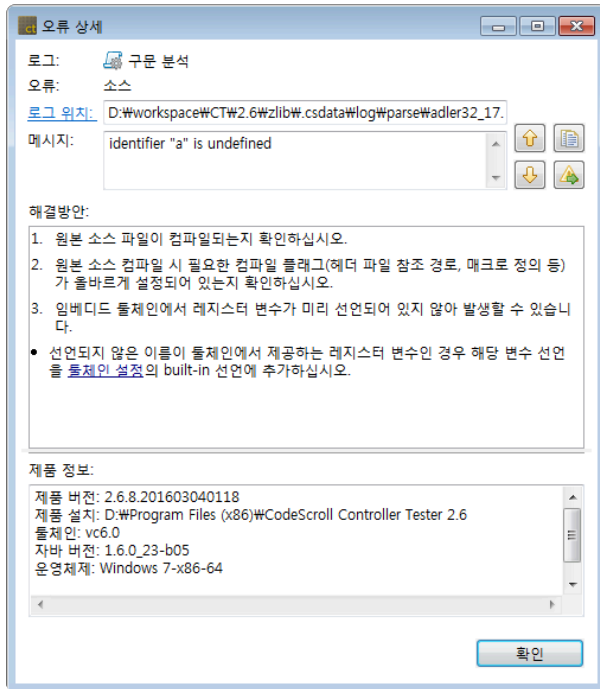 ct 오류 상세
로그: 구문 분석
오류: 소스
로그 위치: D:₩workspace₩CT₩2.6₩zlib₩.csdata₩log₩parse₩adler32_17.
메시지: identifier "a" is undefined
해결방안:
1. 원본 소스 파일이 컴파일되는지 확인하십시오.
2. 원본 소스 컴파일 시 필요한 컴파일 플래그(헤더 파일 참조 경로, 매크로 정의 등)
가 올바르게 설정되어 있는지 확인하십시오.
3. 임베디드 툴체인에서 레지스터 변수가 미리 선언되어 있지 않아 발생할 수 있습니
다.
• 선언되지 않은 이름이 툴체인에서 제공하는 레지스터 변수인 경우 해당 변수 선언
을 툴체인 설정의 built-in 선언에 추가하십시오.
제품 정보:
제품 버전: 2.6.8.201603040118
제품 설치: D:₩Program Files (x86)₩CodeScroll Controller Tester 2.6
툴체인: vc6.0
자바 버전: 1.6.0_23-b05
운영체제: Windows 7-x86-64
확인